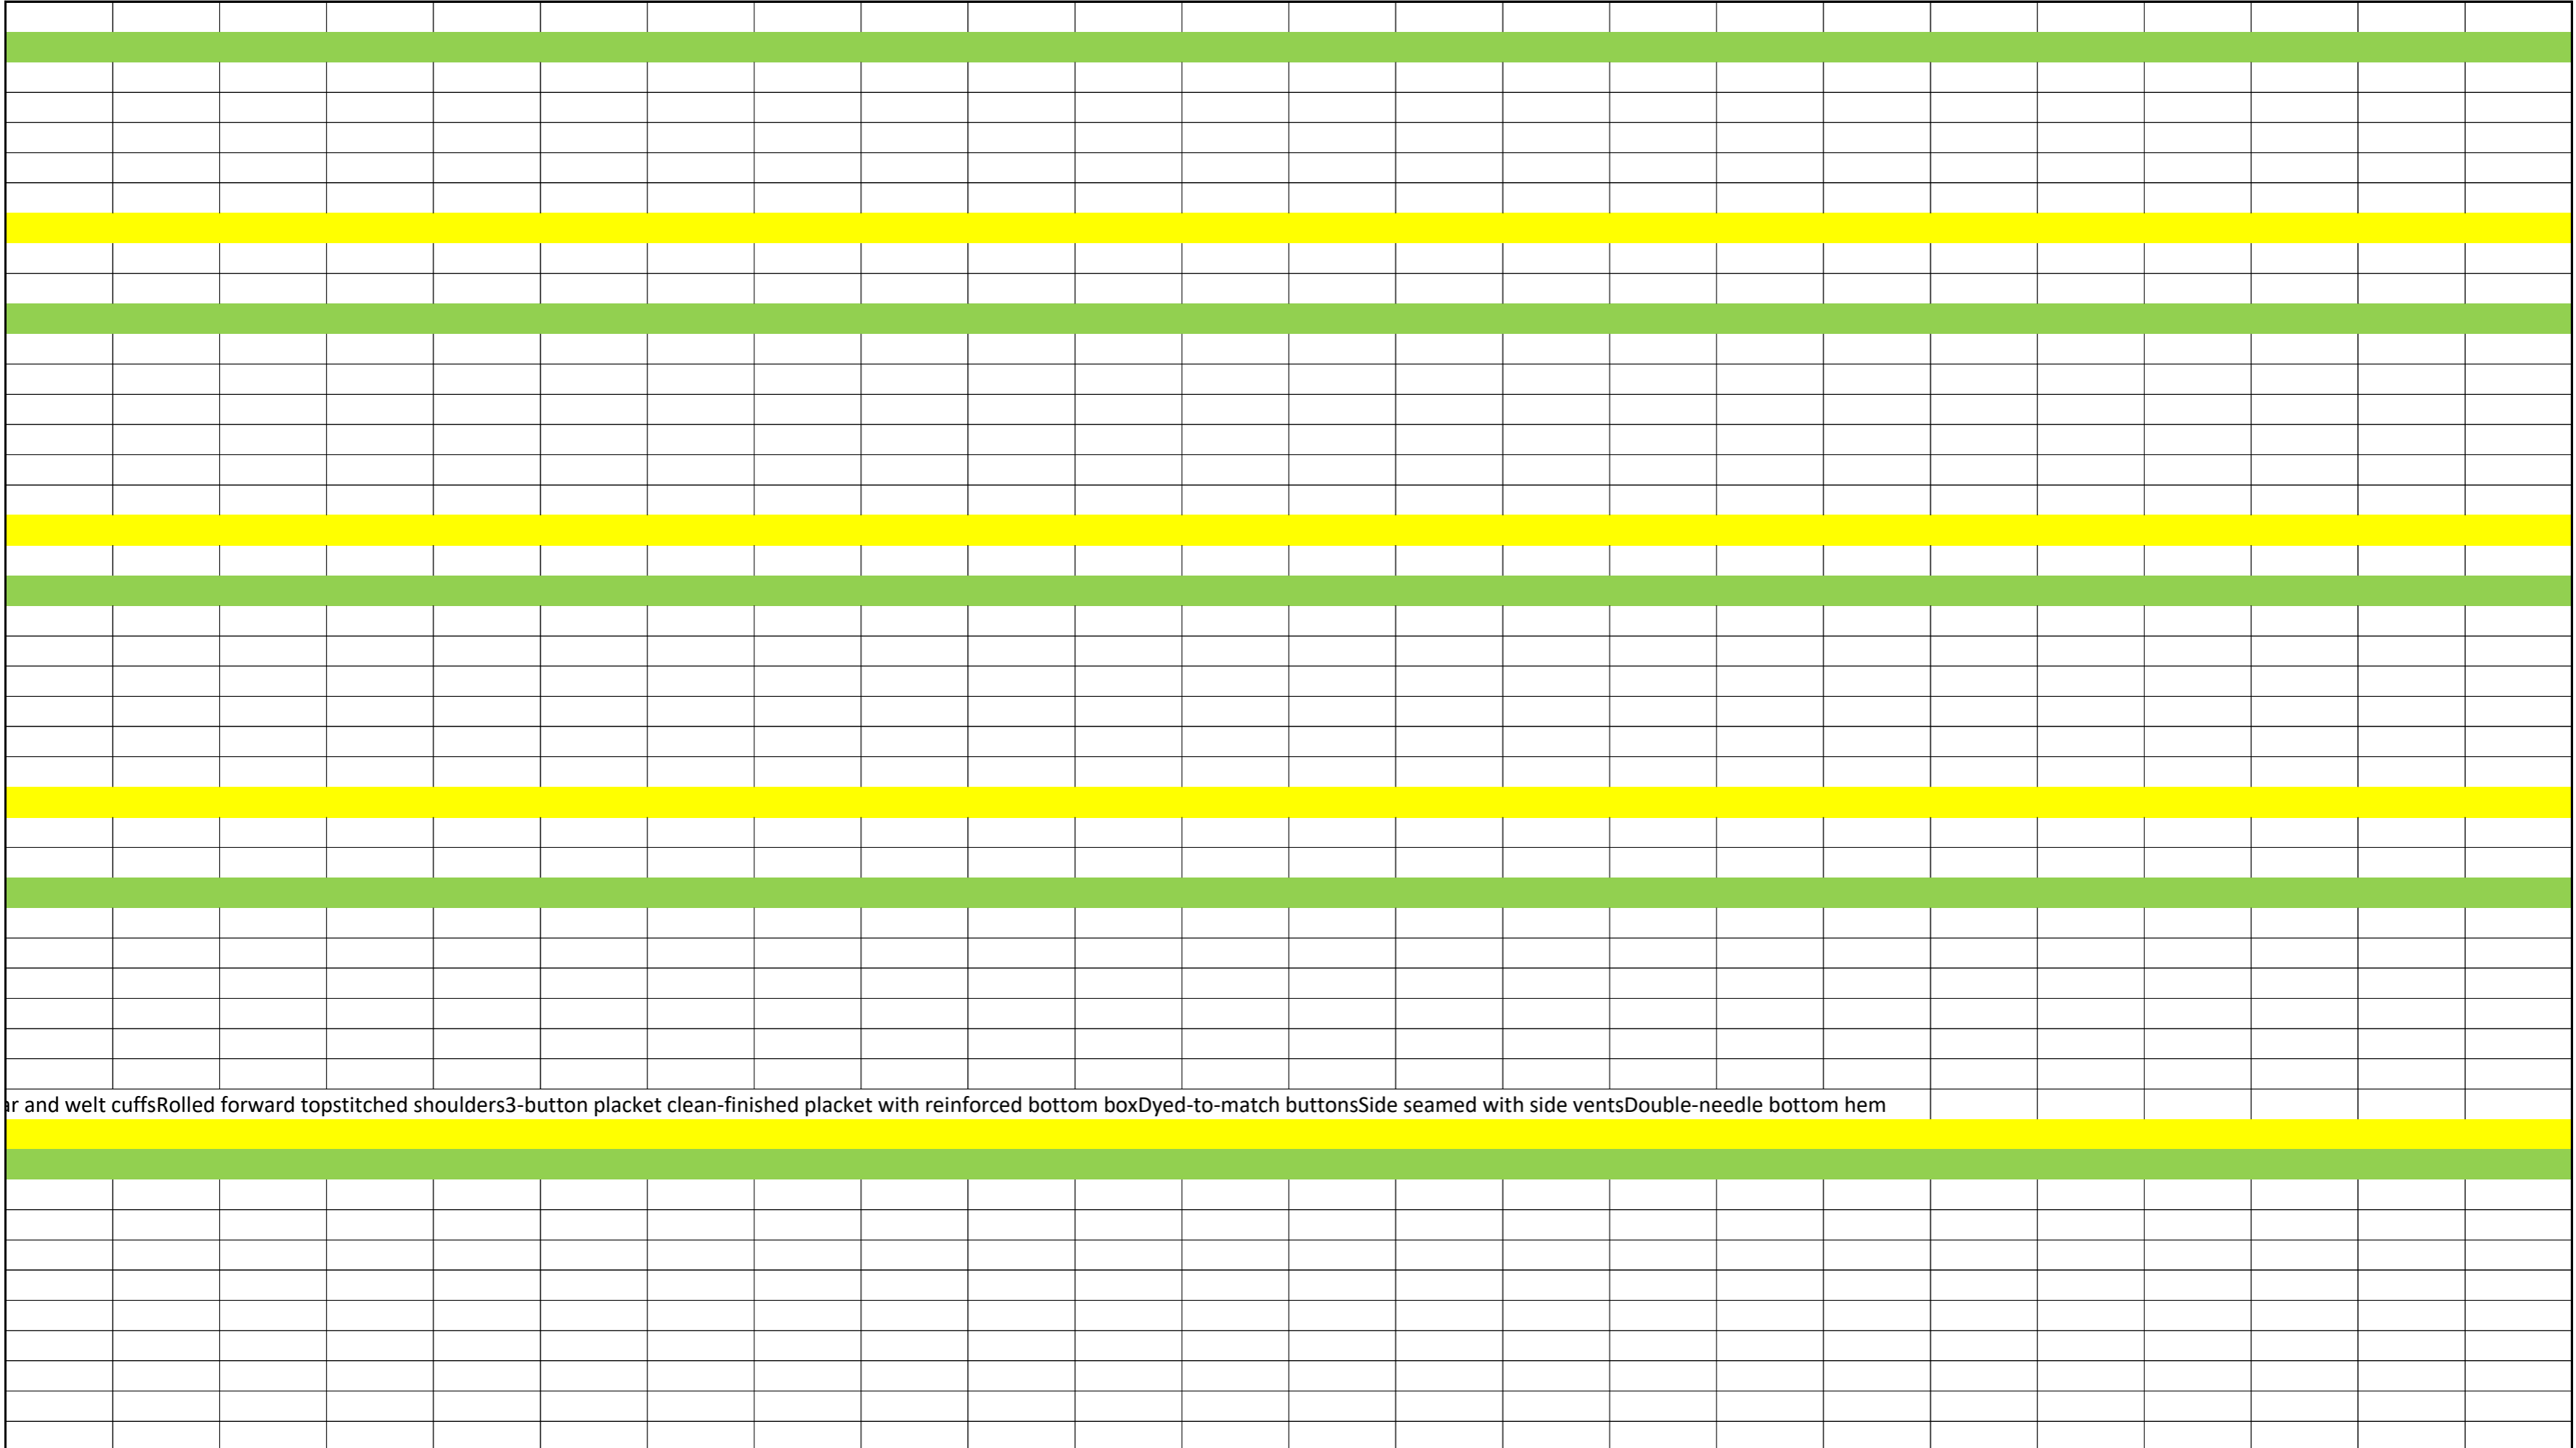 and welt cuffsRolled forward topstitched shoulders3-button placket clean-finished placket with reinforced bottom boxDyed-to-match buttonsSide seamed with side ventsDouble-needle bottom hem